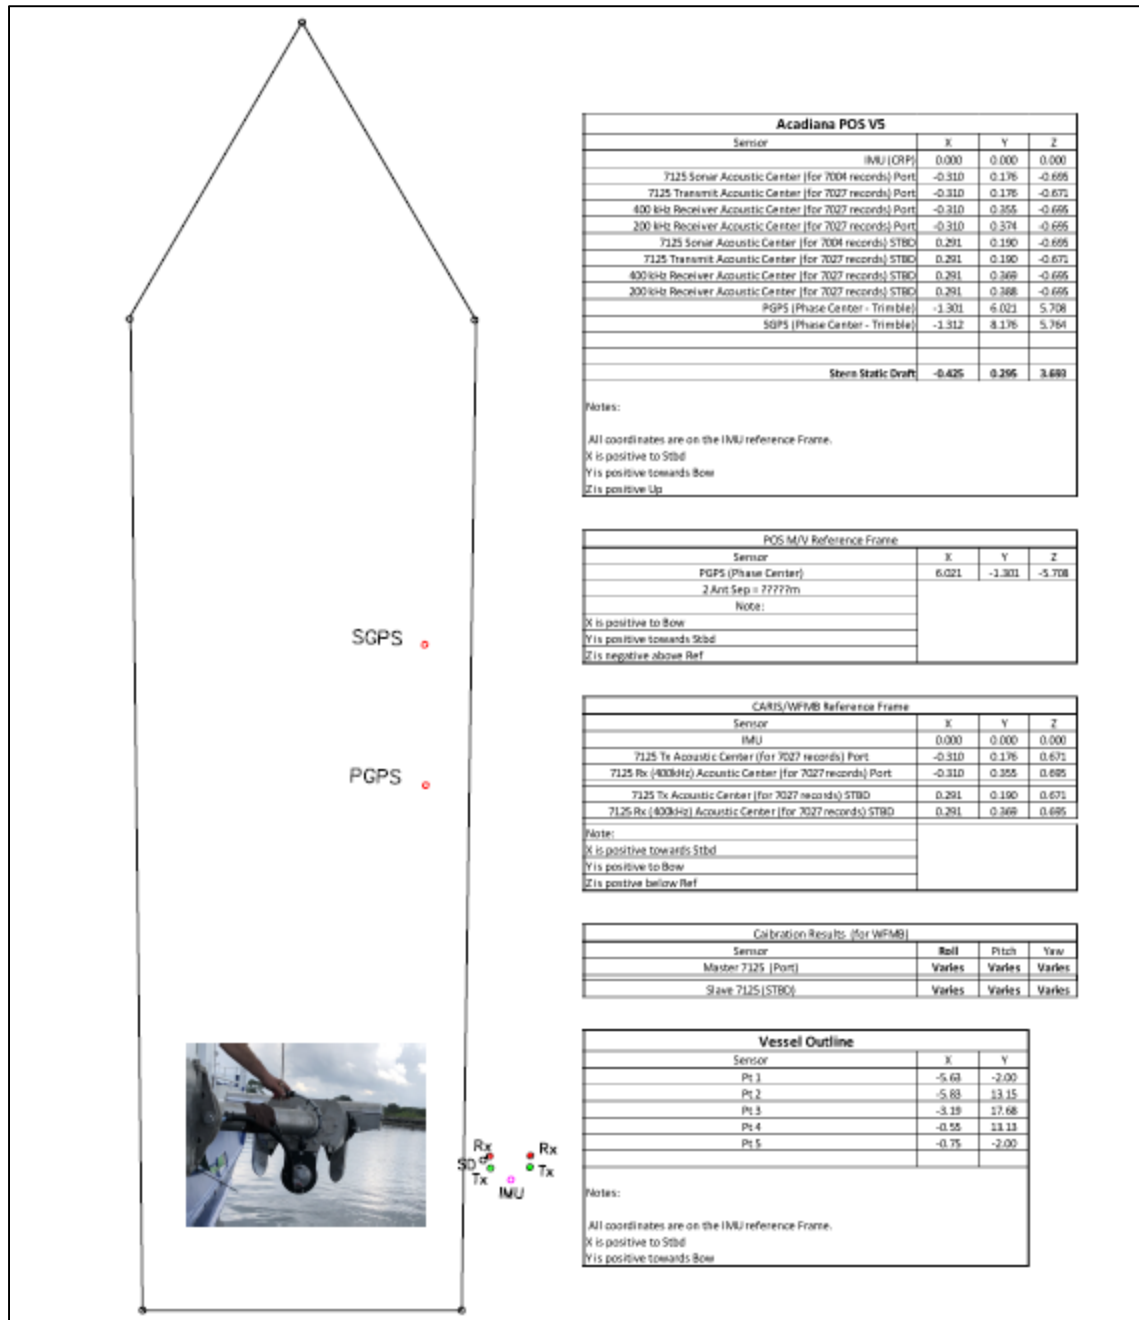 Acadiana POS V5
Sensor X Y Z
IMU (CRP) 0.000 0.000 0.000
7125 Sonar Acoustic Center (for 7004 records) Port -0.310 0.176 -0.695
7125 Transmit Acoustic Center (for 7027 records) Port -0.310 0.176 -0.671
400 kHz Receiver Acoustic Center (for 7027 records) Port -0.310 0.355 -0.695
200 kHz Receiver Acoustic Center (for 7027 records) Port -0.310 0.374 -0.695
7125 Sonar Acoustic Center (for 7004 records) STBD 0.291 0.190 -0.695
7125 Transmit Acoustic Center (for 7027 records) STBD 0.291 0.190 -0.671
400 kHz Receiver Acoustic Center (for 7027 records) STBD 0.291 0.369 -0.695
200 kHz Receiver Acoustic Center (for 7027 records) STBD 0.291 0.388 -0.695
PGPS (Phase Center - Trimble) -1.301 6.021 5.708
SGPS (Phase Center - Trimble) -1.312 8.176 5.764
Stern Static Draft -0.425 0.295 3.693
Notes:
All coordinates are on the IMU reference Frame.
X is positive to Stbd
Y is positive towards Bow
Z is positive Up
POS M/V Reference Frame
Sensor X Y Z
PGPS (Phase Center) 6.021 -1.301 -5.708
2 Ant Sep = ?????m
Note:
X is positive to Bow
Y is positive towards Stbd
Z is negative above Ref
SGPS
PGPS
CARIS/WFMB Reference Frame
Sensor X Y Z
IMU 0.000 0.000 0.000
7125 Tx Acoustic Center (for 7027 records) Port -0.310 0.176 0.671
7125 Rx (400kHz) Acoustic Center (for 7027 records) Port -0.310 0.355 0.695
7125 Tx Acoustic Center (for 7027 records) STBD 0.291 0.190 0.671
7125 Rx (400kHz) Acoustic Center (for 7027 records) STBD 0.291 0.369 0.695
Note:
X is positive towards Stbd
Y is positive to Bow
Z is postive below Ref
Caibration Results (for WFMB)
Sensor Roll Pitch Yaw
Master 7125 (Port) Varies Varies Varies
Slave 7125 (STBD) Varies Varies Varies
Vessel Outline
Sensor X Y
Pt 1 -5.63 -2.00
Pt 2 -5.83 13.15
Pt 3 -3.19 17.68
Pt 4 -0.55 13.13
Pt 5 -0.75 -2.00
Notes:
All coordinates are on the IMU reference Frame.
X is positive to Stbd
Y is positive towards Bow
Rx Rx
SD
Tx Tx
IMU